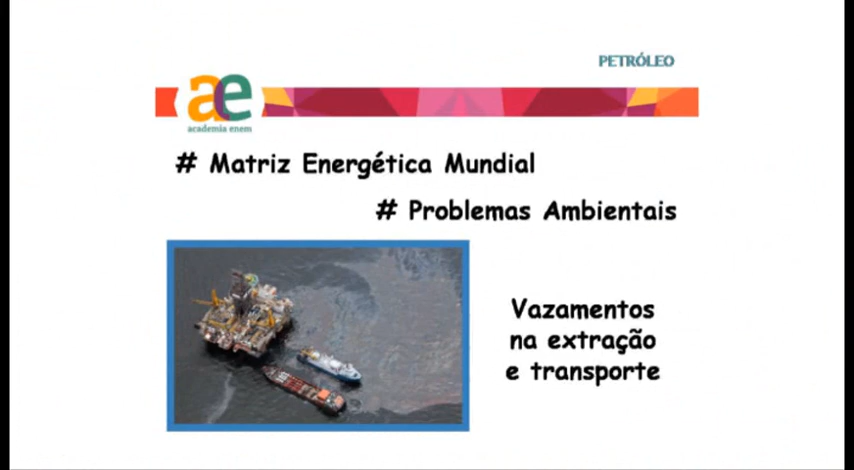 PETRÓLEO
ae
academia enem
# Matriz Energética Mundial
# Problemas Ambientais
Vazamentos
na extração
e transporte